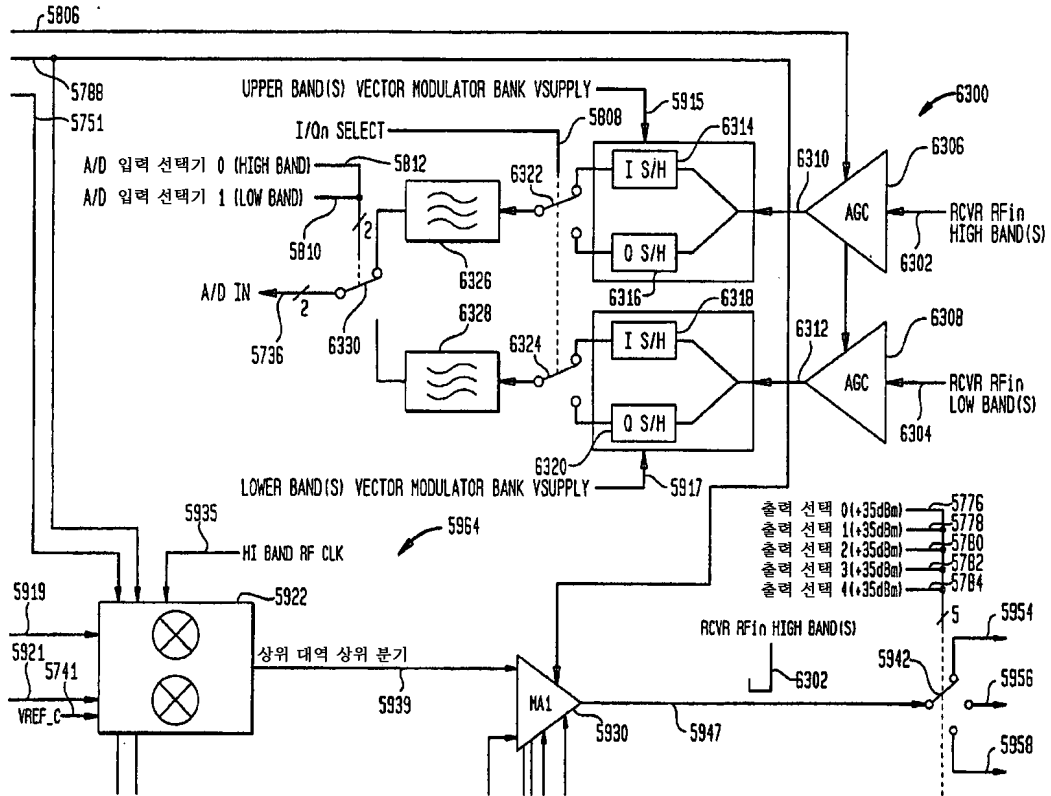 5806
5788
5751
UPPER BAND(S) VECTOR MODULATOR BANK VSUPPLY
5915
6300
I/Qn SELECT
5808
6314
6306
A/D 입력 선택기 0 (HIGH BAND)
5812
6322
I S/H
6310
AGC
RCVR RFin
HIGH BAND(S)
A/D 입력 선택기 1 (LOW BAND)
5810
2
6326
Q S/H
6316
6302
A/D IN
2
5736
6330
6328
6318
6324
I S/H
6312
6308
AGC
RCVR RFin
LOW BAND(S)
6304
Q S/H
6320
LOWER BAND(S) VECTOR MODULATOR BANK VSUPPLY
5917
5935
5964
HI BAND RF CLK
출력 선택 0(+35dBm)
5776
출력 선택 1(+35dBm)
5778
출력 선택 2(+35dBm)
5780
출력 선택 3(+35dBm)
5782
출력 선택 4(+35dBm)
5784
5919
5922
5
5954
5921
5741
VREF_C
상위 대역 상위 분기
5939
RCVR RFin HIGH BAND(S)
6302
5942
5956
MA1
5930
5947
5958